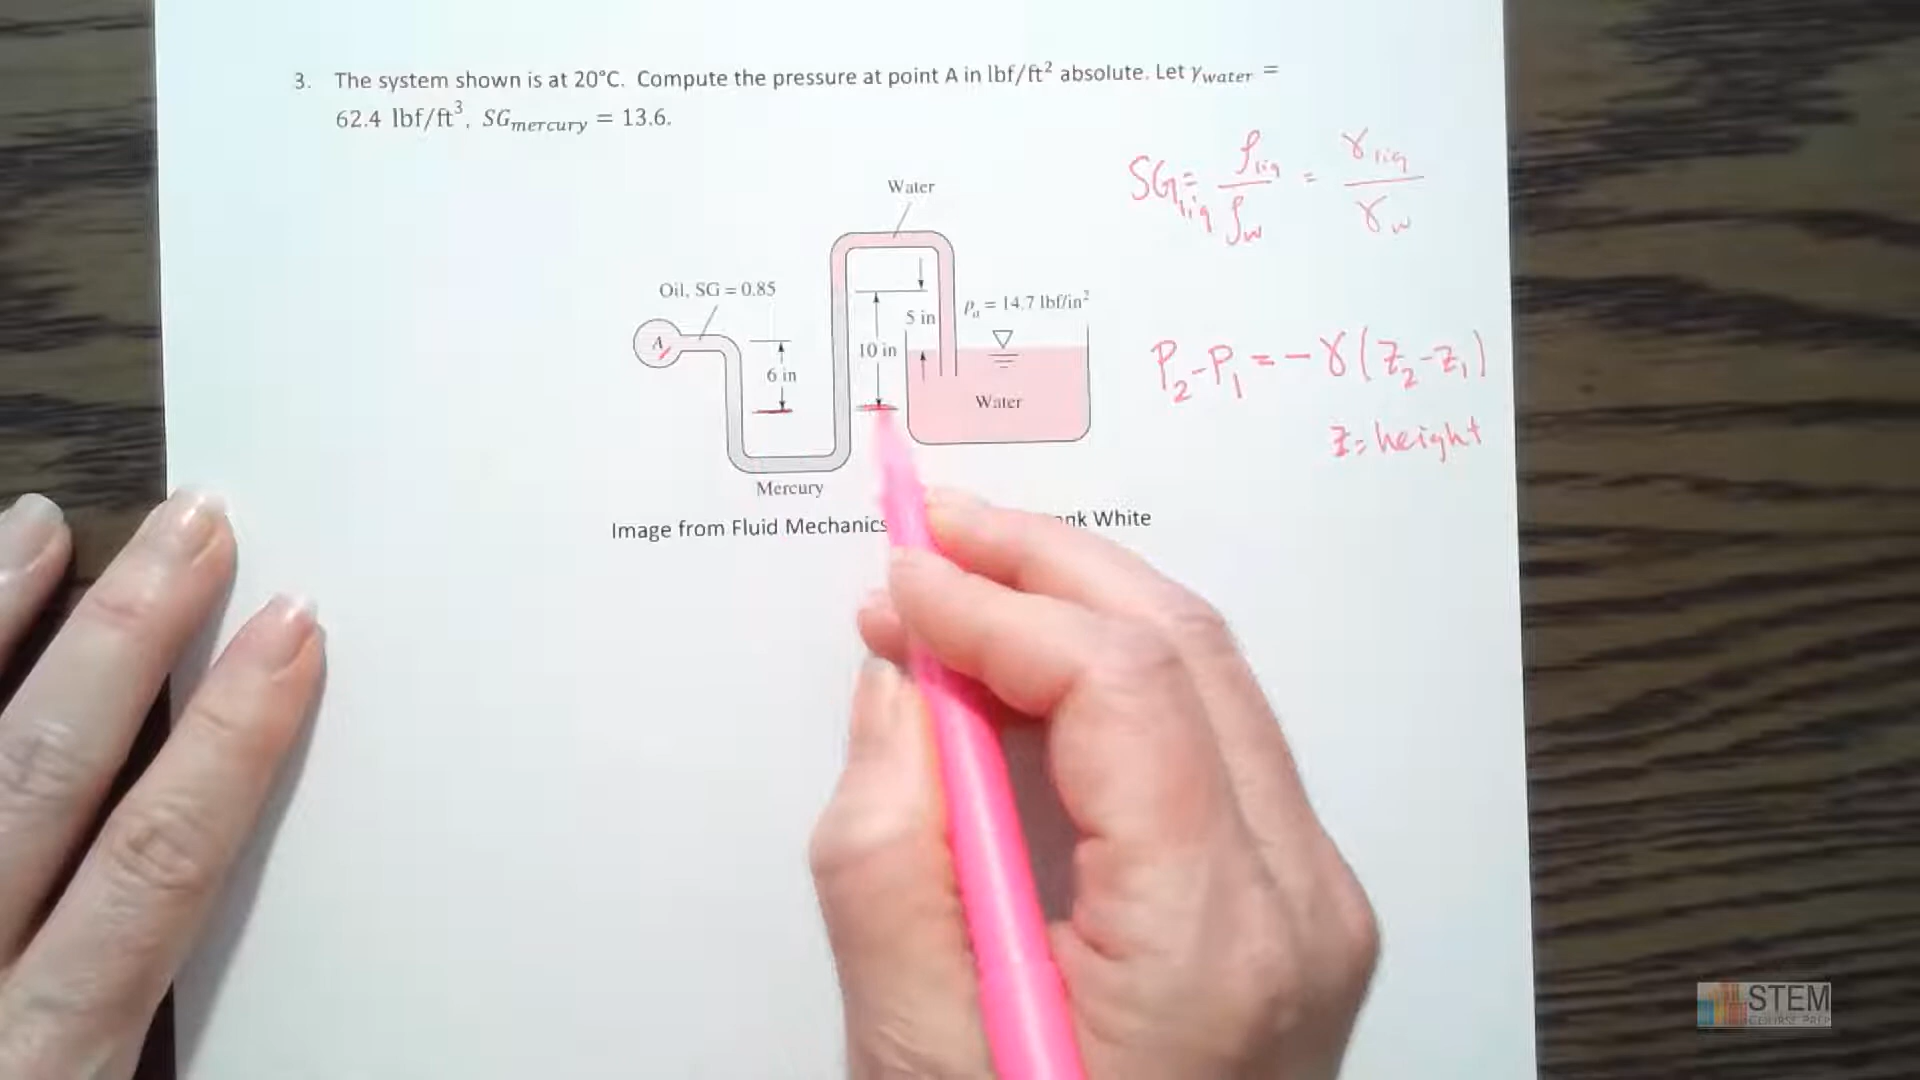 3. The system shown is at 20°C. Compute the pressure at point A in lbf/ft² absolute. Let γwater =
62.4 lbf/ft³, SGmercury = 13.6.
SGliq = ρliq / ρw = γliq / γw
Water
Oil, SG = 0.85
pa = 14.7 lbf/in²
A
5 in
10 in
6 in
Water
P2 - P1 = -γ(z2 - z1)
z = height
Mercury
Image from Fluid Mechanics nk White
STEM
COURSE PREP